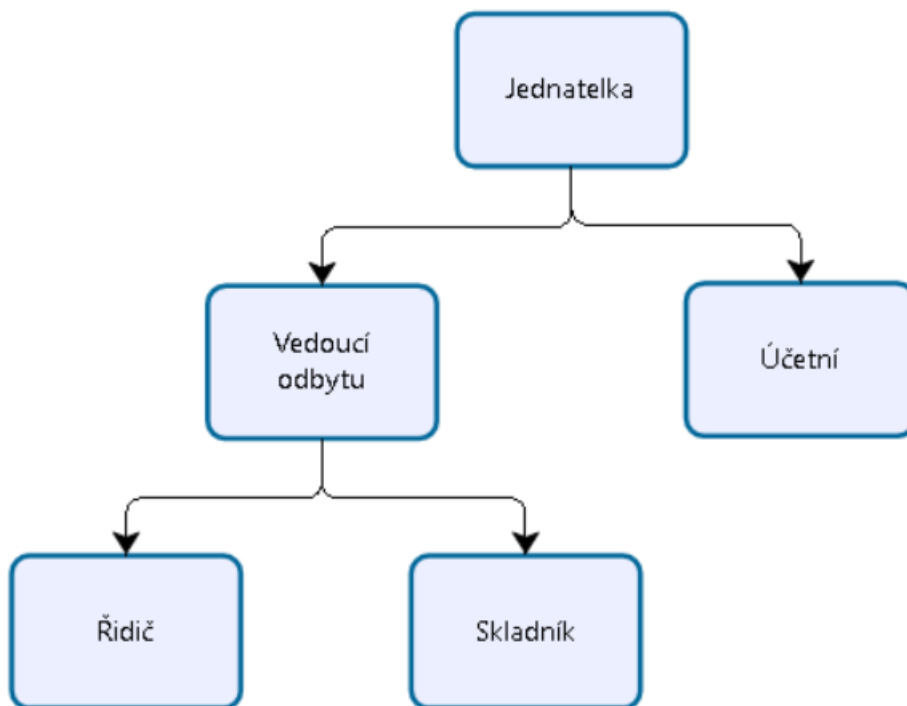 Jednatelka
Vedoucí
odbytu
Účetní
Řidič
Skladník